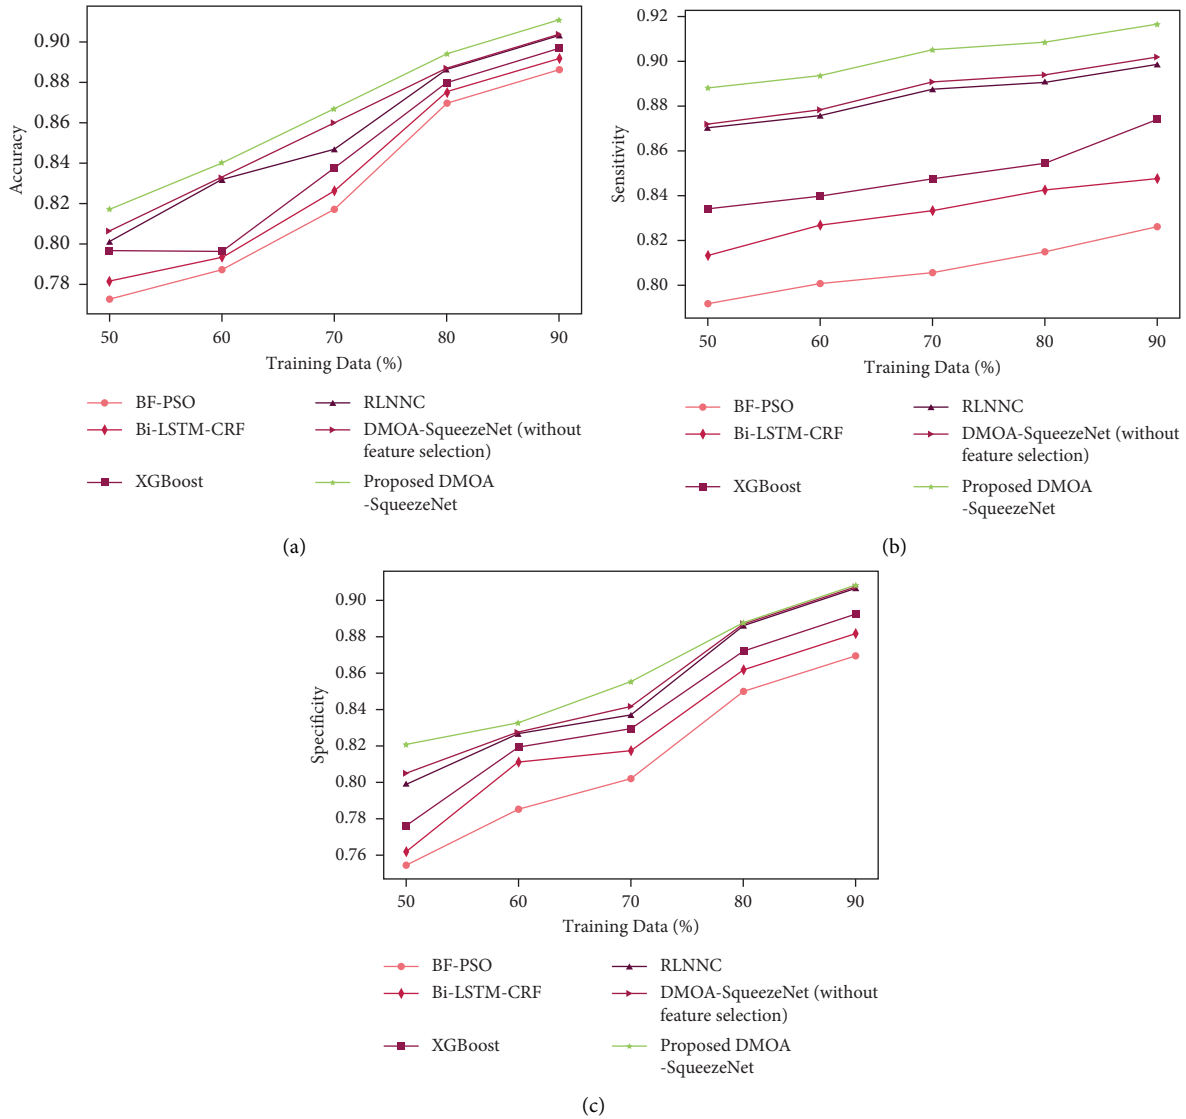 Accuracy
0.90
0.88
0.86
0.84
0.82
0.80
0.78
50 60 70 80 90
Training Data (%)
BF-PSO
Bi-LSTM-CRF
XGBoost
RLNNC
DMOA-SqueezeNet (without
feature selection)
Proposed DMOA
-SqueezeNet
(a)
Sensitivity
0.92
0.90
0.88
0.86
0.84
0.82
0.80
50 60 70 80 90
Training Data (%)
BF-PSO
Bi-LSTM-CRF
XGBoost
RLNNC
DMOA-SqueezeNet (without
feature selection)
Proposed DMOA
-SqueezeNet
(b)
Specificity
0.90
0.88
0.86
0.84
0.82
0.80
0.78
0.76
50 60 70 80 90
Training Data (%)
BF-PSO
Bi-LSTM-CRF
XGBoost
RLNNC
DMOA-SqueezeNet (without
feature selection)
Proposed DMOA
-SqueezeNet
(c)